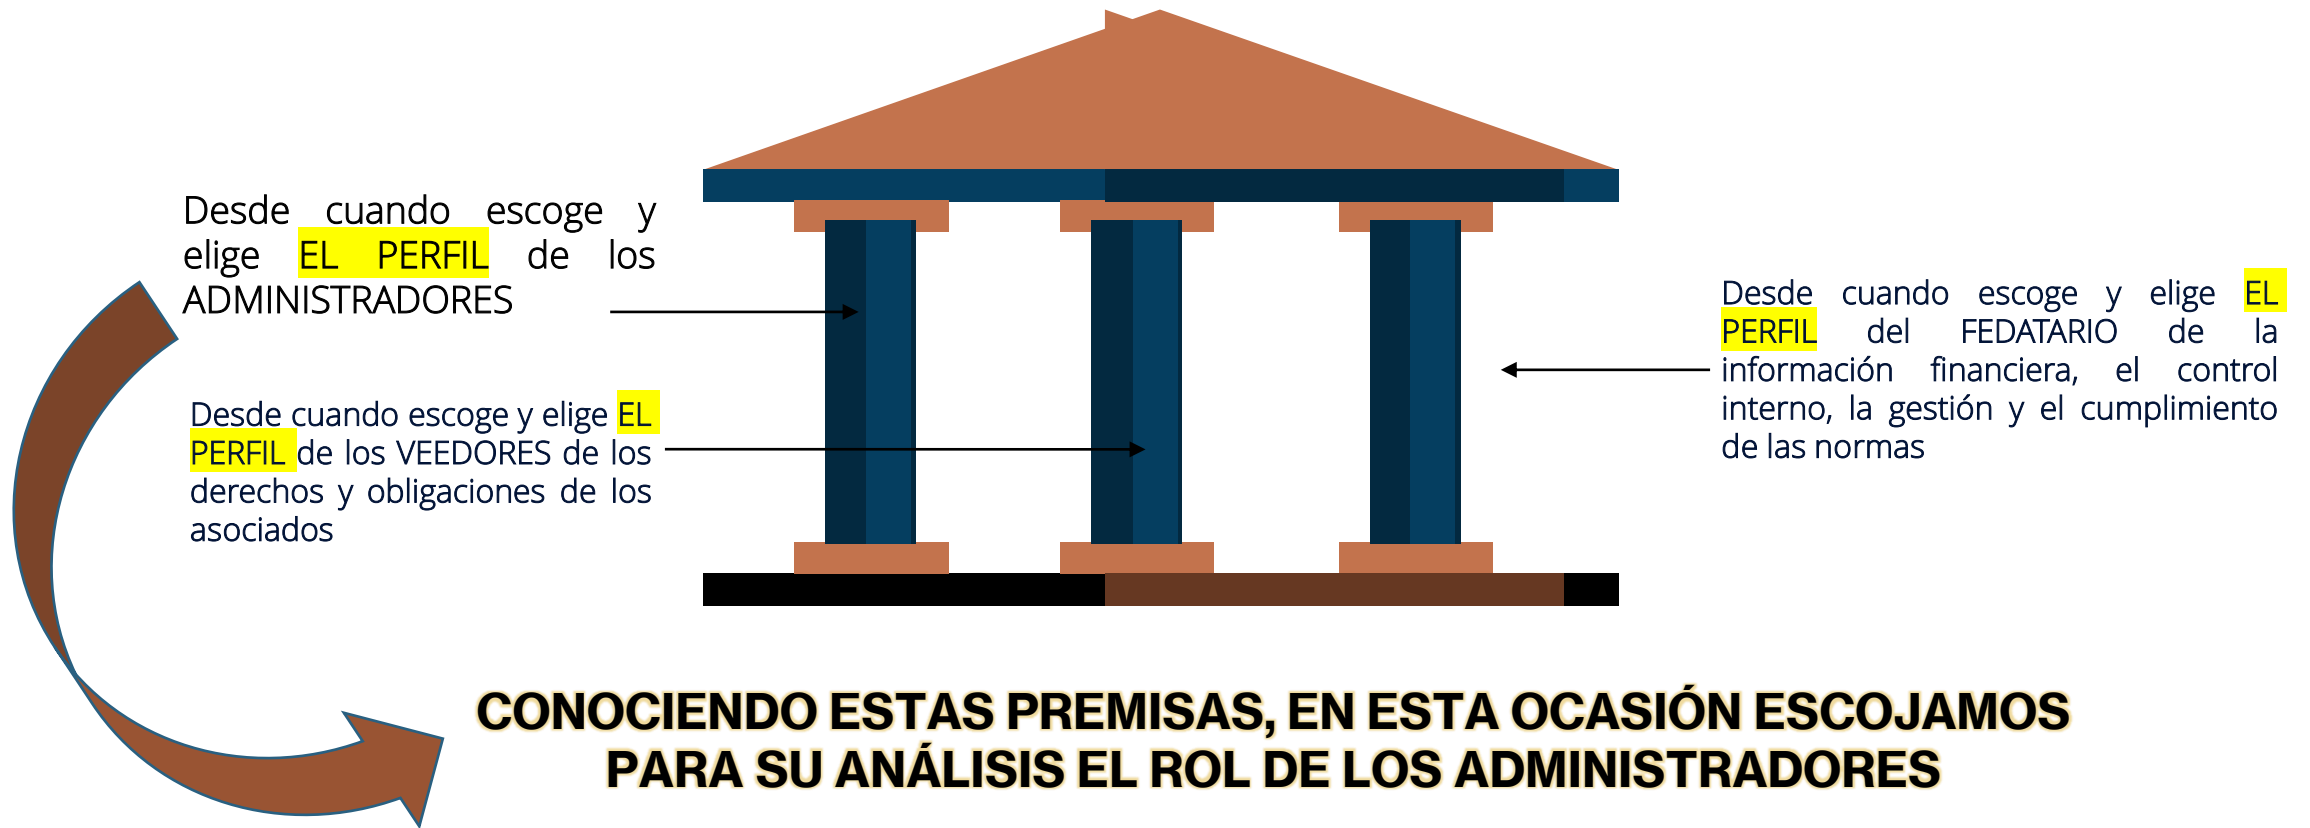 Desde cuando escoge y
elige EL PERFIL de los
ADMINISTRADORES
Desde cuando escoge y elige EL
PERFIL de los VEEDORES de los
derechos y obligaciones de los
asociados
Desde cuando escoge y elige EL
PERFIL del FEDATARIO de la
información financiera, el control
interno, la gestión y el cumplimiento
de las normas
CONOCIENDO ESTAS PREMISAS, EN ESTA OCASIÓN ESCOJAMOS
PARA SU ANÁLISIS EL ROL DE LOS ADMINISTRADORES